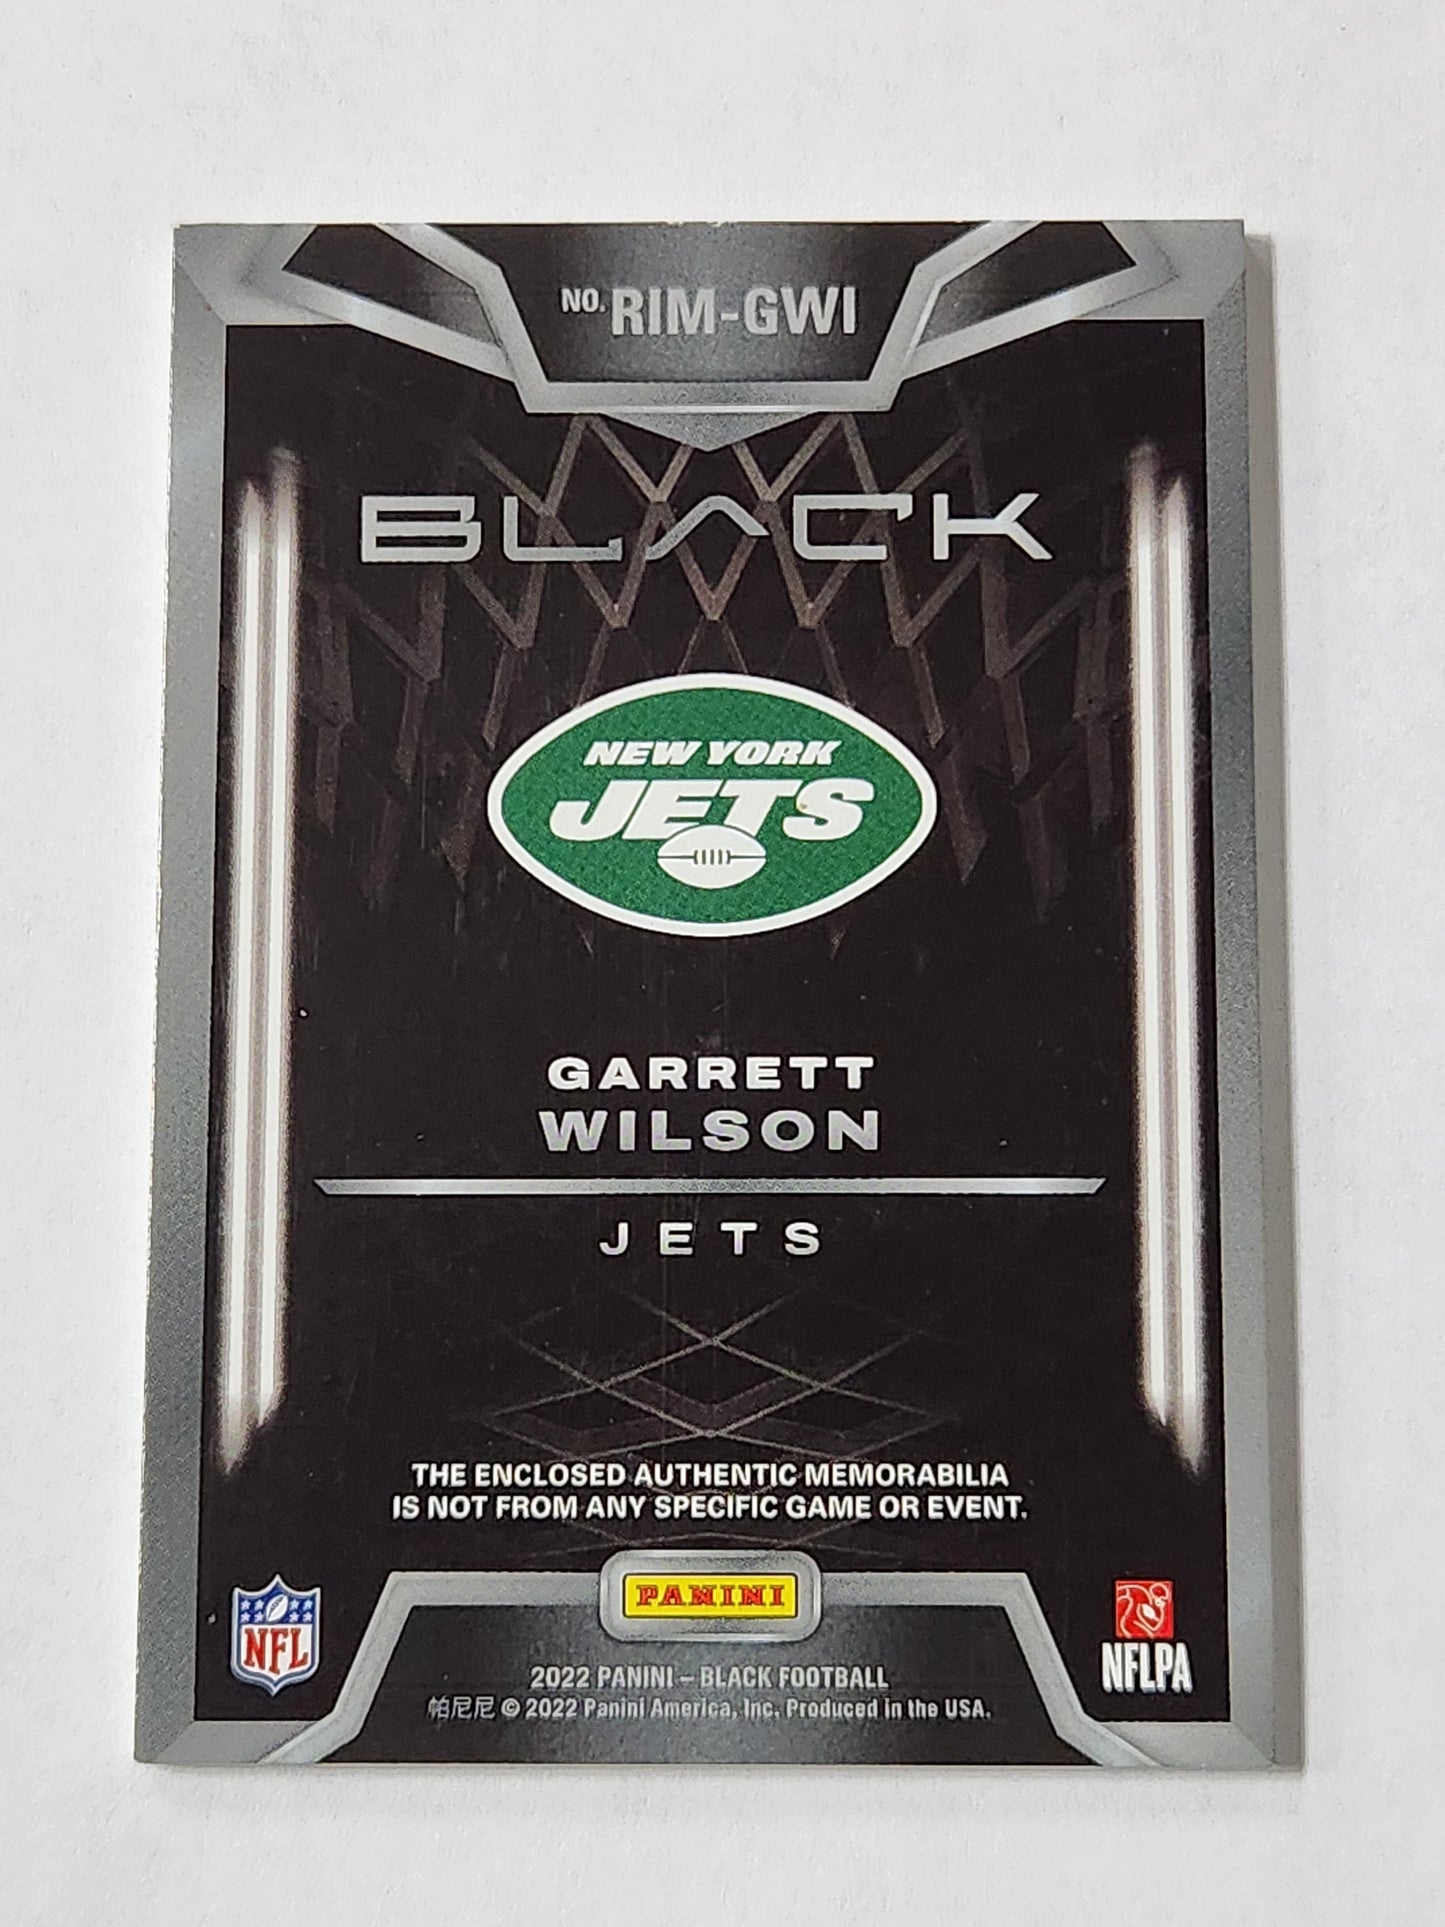 NO. RIM-GWI
BLACK
NEW YORK
JETS
GARRETT
WILSON
JETS
THE ENCLOSED AUTHENTIC MEMORABILIA
IS NOT FROM ANY SPECIFIC GAME OR EVENT.
PANINI
NFL
NFLPA
2022 PANINI – BLACK FOOTBALL
帕尼尼 © 2022 Panini America, Inc. Produced in the USA.